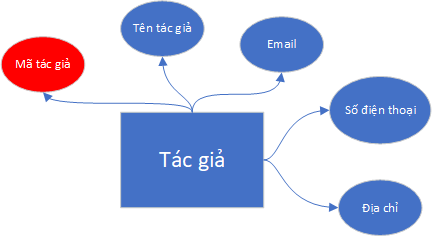 Tên tác giả
Email
Mã tác giả
Số điện thoại
Tác giả
Địa chỉ